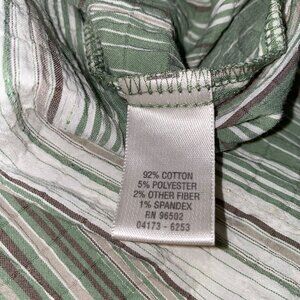 92% COTTON
5% POLYESTER
2% OTHER FIBER
1% SPANDEX
RN 96502
04173 - 6253